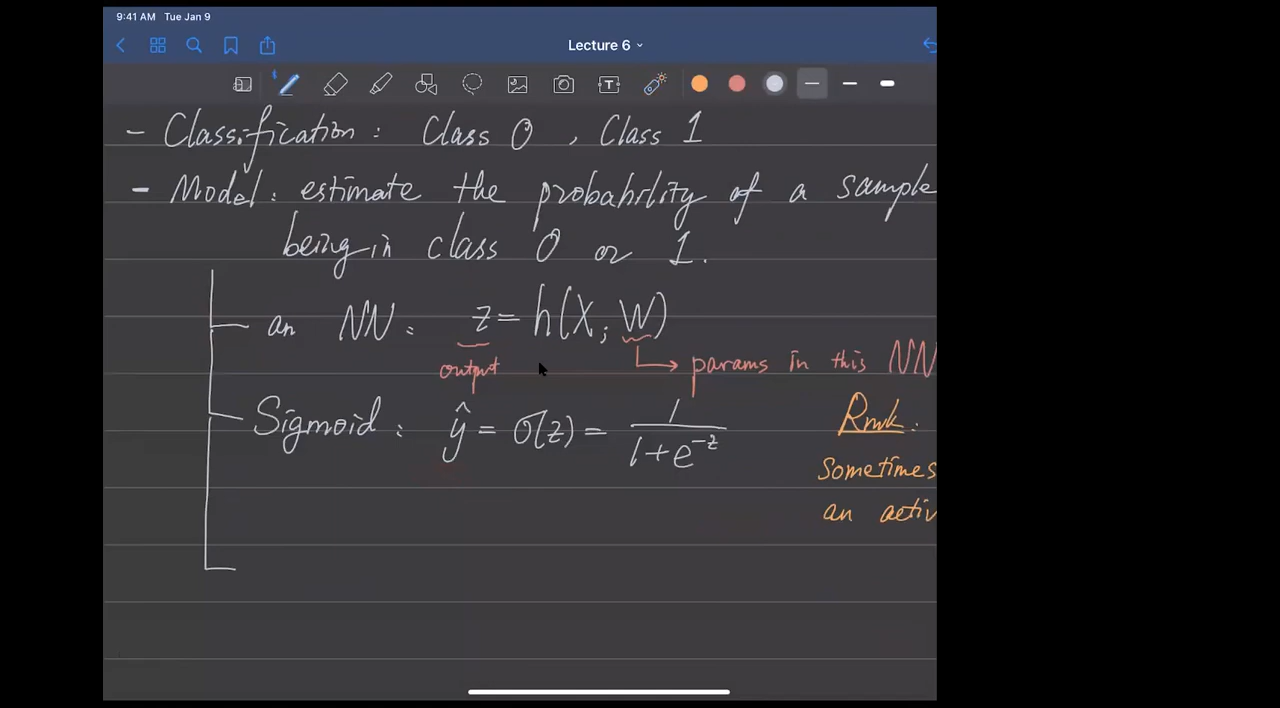 9:41 AM Tue Jan 9
Lecture 6
T
- Classification: Class 0, Class 1
- Model: estimate the probability of a sample
being in class 0 or 1.
an NN: z = h(X; W)
output
params in this NN
Sigmoid: ŷ = σ(z) = 1/(1+e^{-z})
Rmk:
Sometimes
an activ